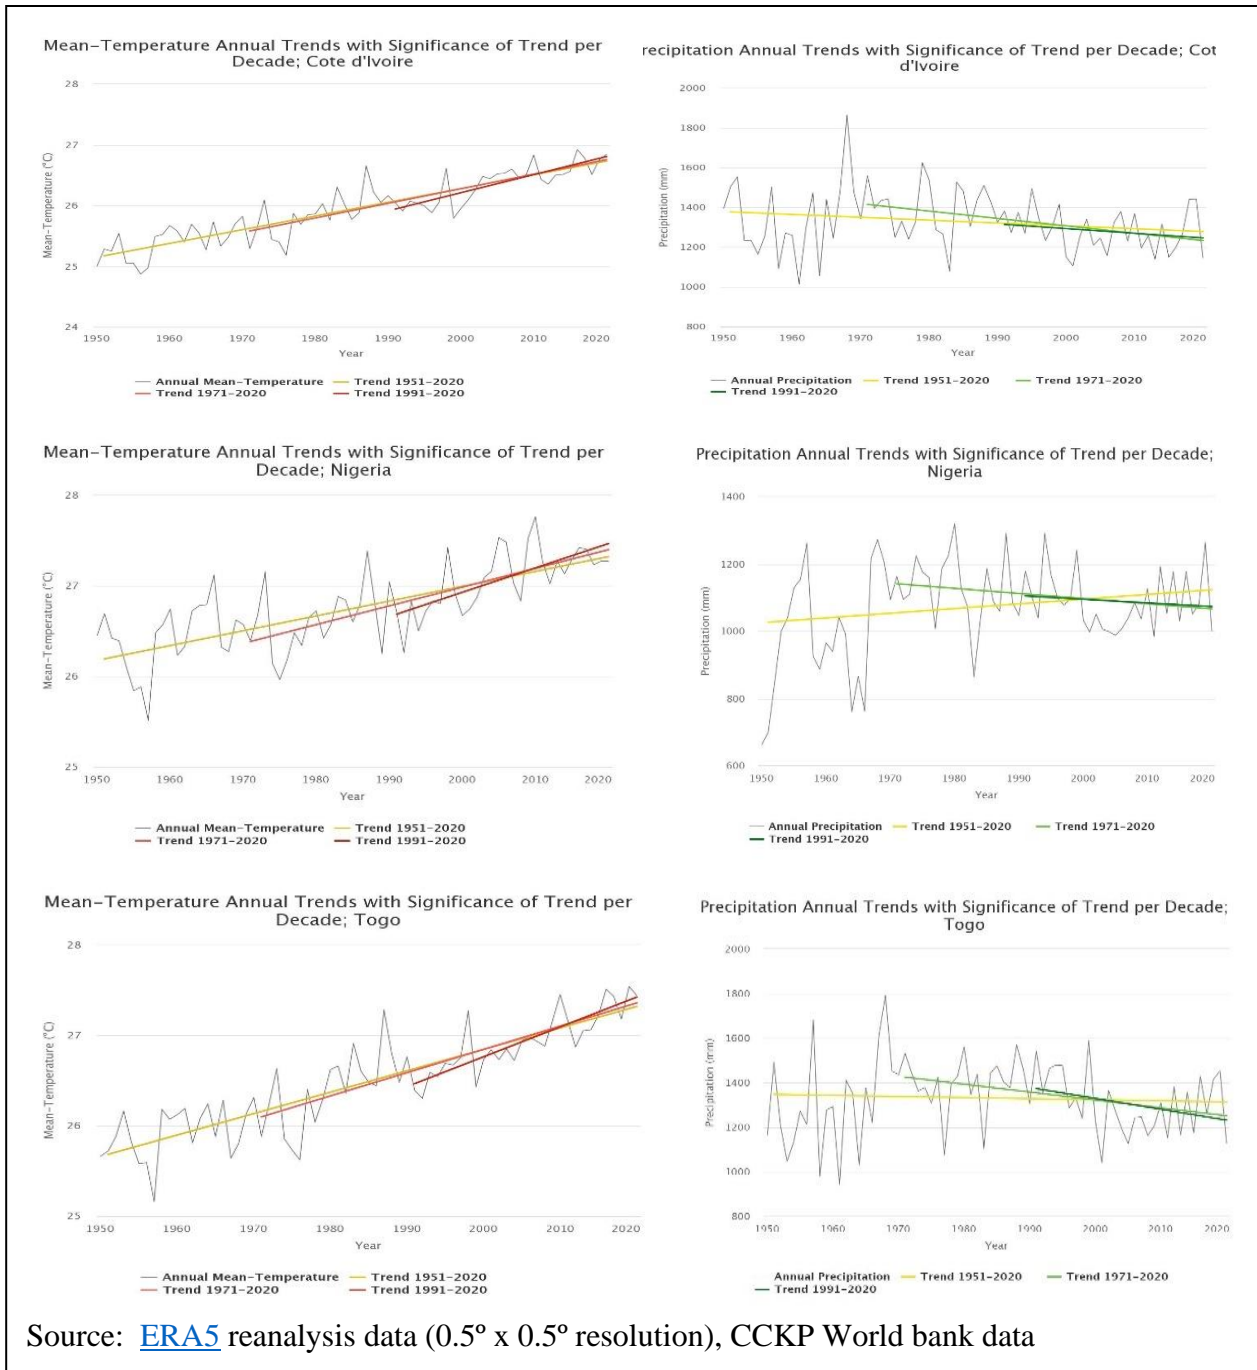 Mean-Temperature Annual Trends with Significance of Trend per
Decade; Cote d'Ivoire
28
27
26
25
24
Mean-Temperature (°C)
1950 1960 1970 1980 1990 2000 2010 2020
Year
Annual Mean-Temperature Trend 1951-2020
Trend 1971-2020 Trend 1991-2020
recipitation Annual Trends with Significance of Trend per Decade; Cot
d'Ivoire
2000
1800
1600
1400
1200
1000
800
Precipitation (mm)
1950 1960 1970 1980 1990 2000 2010 2020
Year
Annual Precipitation Trend 1951-2020 Trend 1971-2020
Trend 1991-2020
Mean-Temperature Annual Trends with Significance of Trend per
Decade; Nigeria
28
27
26
25
Mean-Temperature (°C)
1950 1960 1970 1980 1990 2000 2010 2020
Year
Annual Mean-Temperature Trend 1951-2020
Trend 1971-2020 Trend 1991-2020
Precipitation Annual Trends with Significance of Trend per Decade;
Nigeria
1400
1200
1000
800
600
Precipitation (mm)
1950 1960 1970 1980 1990 2000 2010 2020
Year
Annual Precipitation Trend 1951-2020 Trend 1971-2020
Trend 1991-2020
Mean-Temperature Annual Trends with Significance of Trend per
Decade; Togo
28
27
26
25
Mean-Temperature (°C)
1950 1960 1970 1980 1990 2000 2010 2020
Year
Annual Mean-Temperature Trend 1951-2020
Trend 1971-2020 Trend 1991-2020
Precipitation Annual Trends with Significance of Trend per Decade;
Togo
2000
1800
1600
1400
1200
1000
800
Precipitation (mm)
1950 1960 1970 1980 1990 2000 2010 2020
Year
Annual Precipitation Trend 1951-2020 Trend 1971-2020
Trend 1991-2020
Source: ERA5 reanalysis data (0.5º x 0.5º resolution), CCKP World bank data